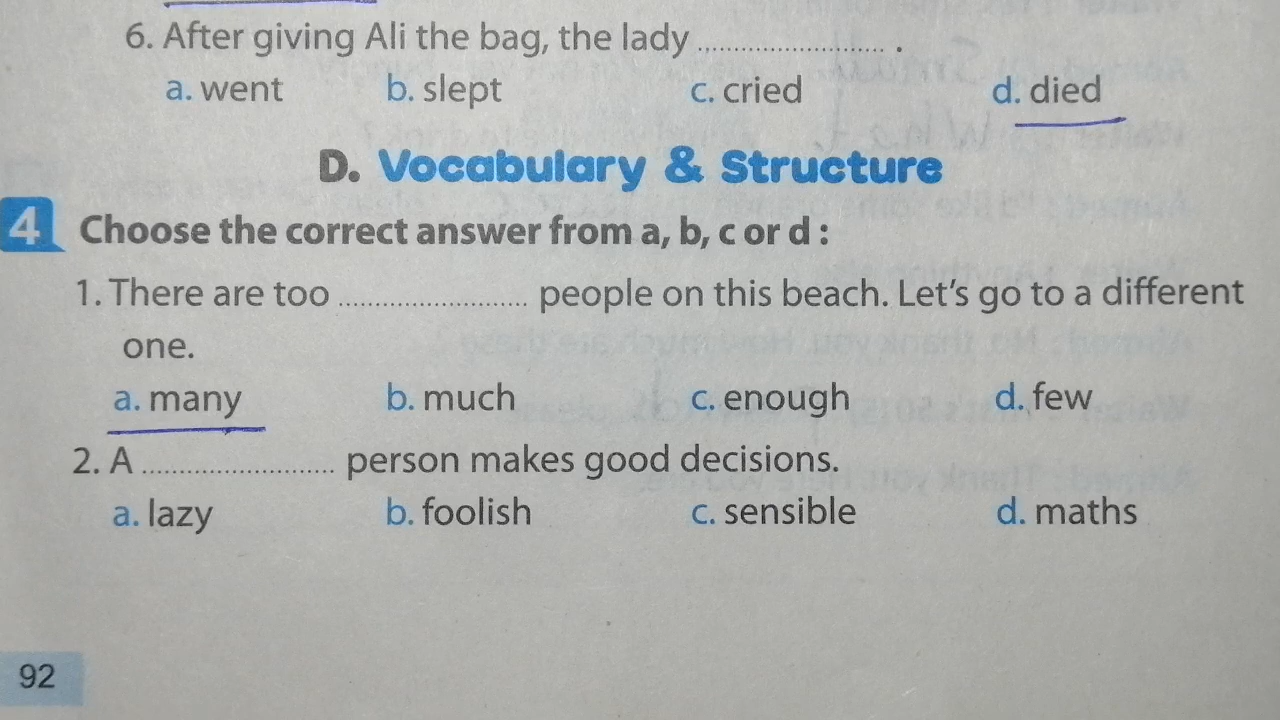 6. After giving Ali the bag, the lady ........................ .
a. went b. slept c. cried d. died
D. Vocabulary & Structure
4 Choose the correct answer from a, b, c or d :
1. There are too ........................ people on this beach. Let's go to a different
one.
a. many b. much c. enough d. few
2. A ........................ person makes good decisions.
a. lazy b. foolish c. sensible d. maths
92